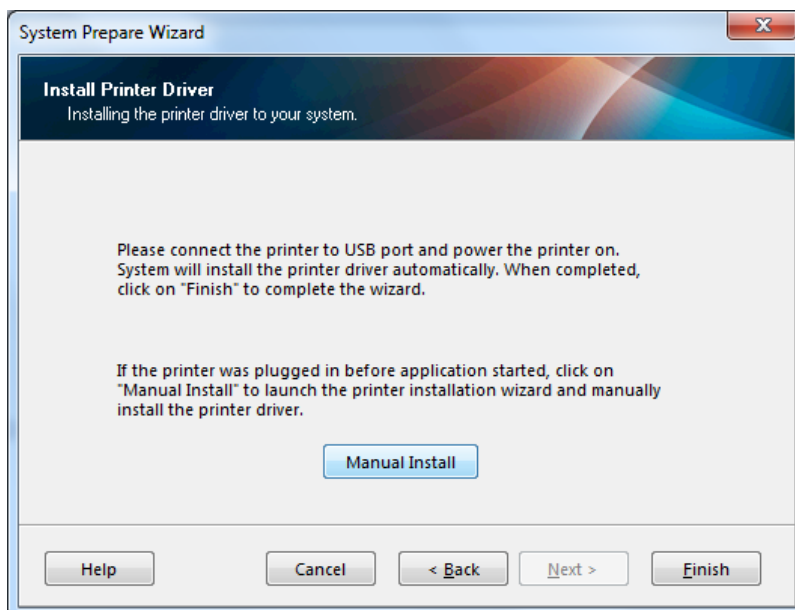 System Prepare Wizard
Install Printer Driver
Installing the printer driver to your system.
Please connect the printer to USB port and power the printer on.
System will install the printer driver automatically. When completed,
click on "Finish" to complete the wizard.
If the printer was plugged in before application started, click on
"Manual Install" to launch the printer installation wizard and manually
install the printer driver.
Manual Install
Help
Cancel
< Back
Next >
Finish